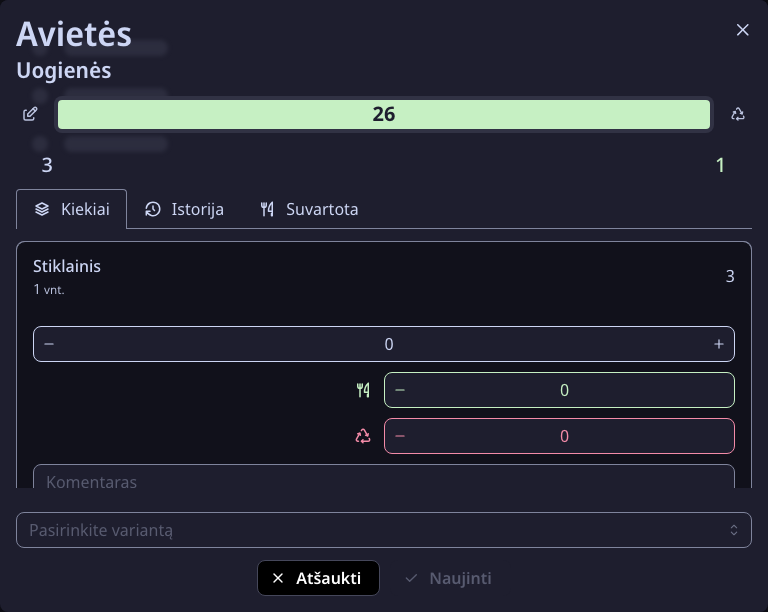 Avietės
Uogienės
26
3
1
Kiekiai
Istorija
Suvartota
Stiklainis
1 vnt.
3
− 0 +
− 0
− 0
Komentaras
Pasirinkite variantą
Atšaukti
Naujinti